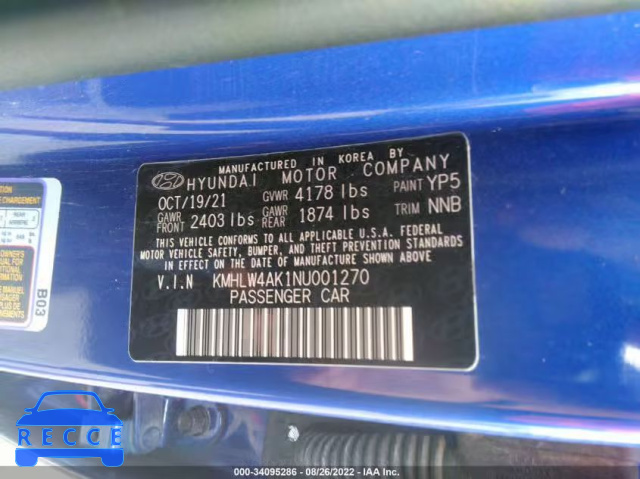 MANUFACTURED IN KOREA BY
HYUNDAI MOTOR COMPANY
OCT/19/21 GVWR 4178 lbs PAINT YP5
GAWR FRONT 2403 lbs GAWR REAR 1874 lbs TRIM NNB
THIS VEHICLE CONFORMS TO ALL APPLICABLE U.S.A. FEDERAL
MOTOR VEHICLE SAFETY, BUMPER, AND THEFT PREVENTION STANDARDS
IN EFFECT ON THE DATE OF MANUFACTURE SHOWN ABOVE.
V.I.N KMHLW4AK1NU001270
PASSENGER CAR
CHARGEMENT
B03
RECCE
000-34095286 - 08/26/2022 - IAA Inc.